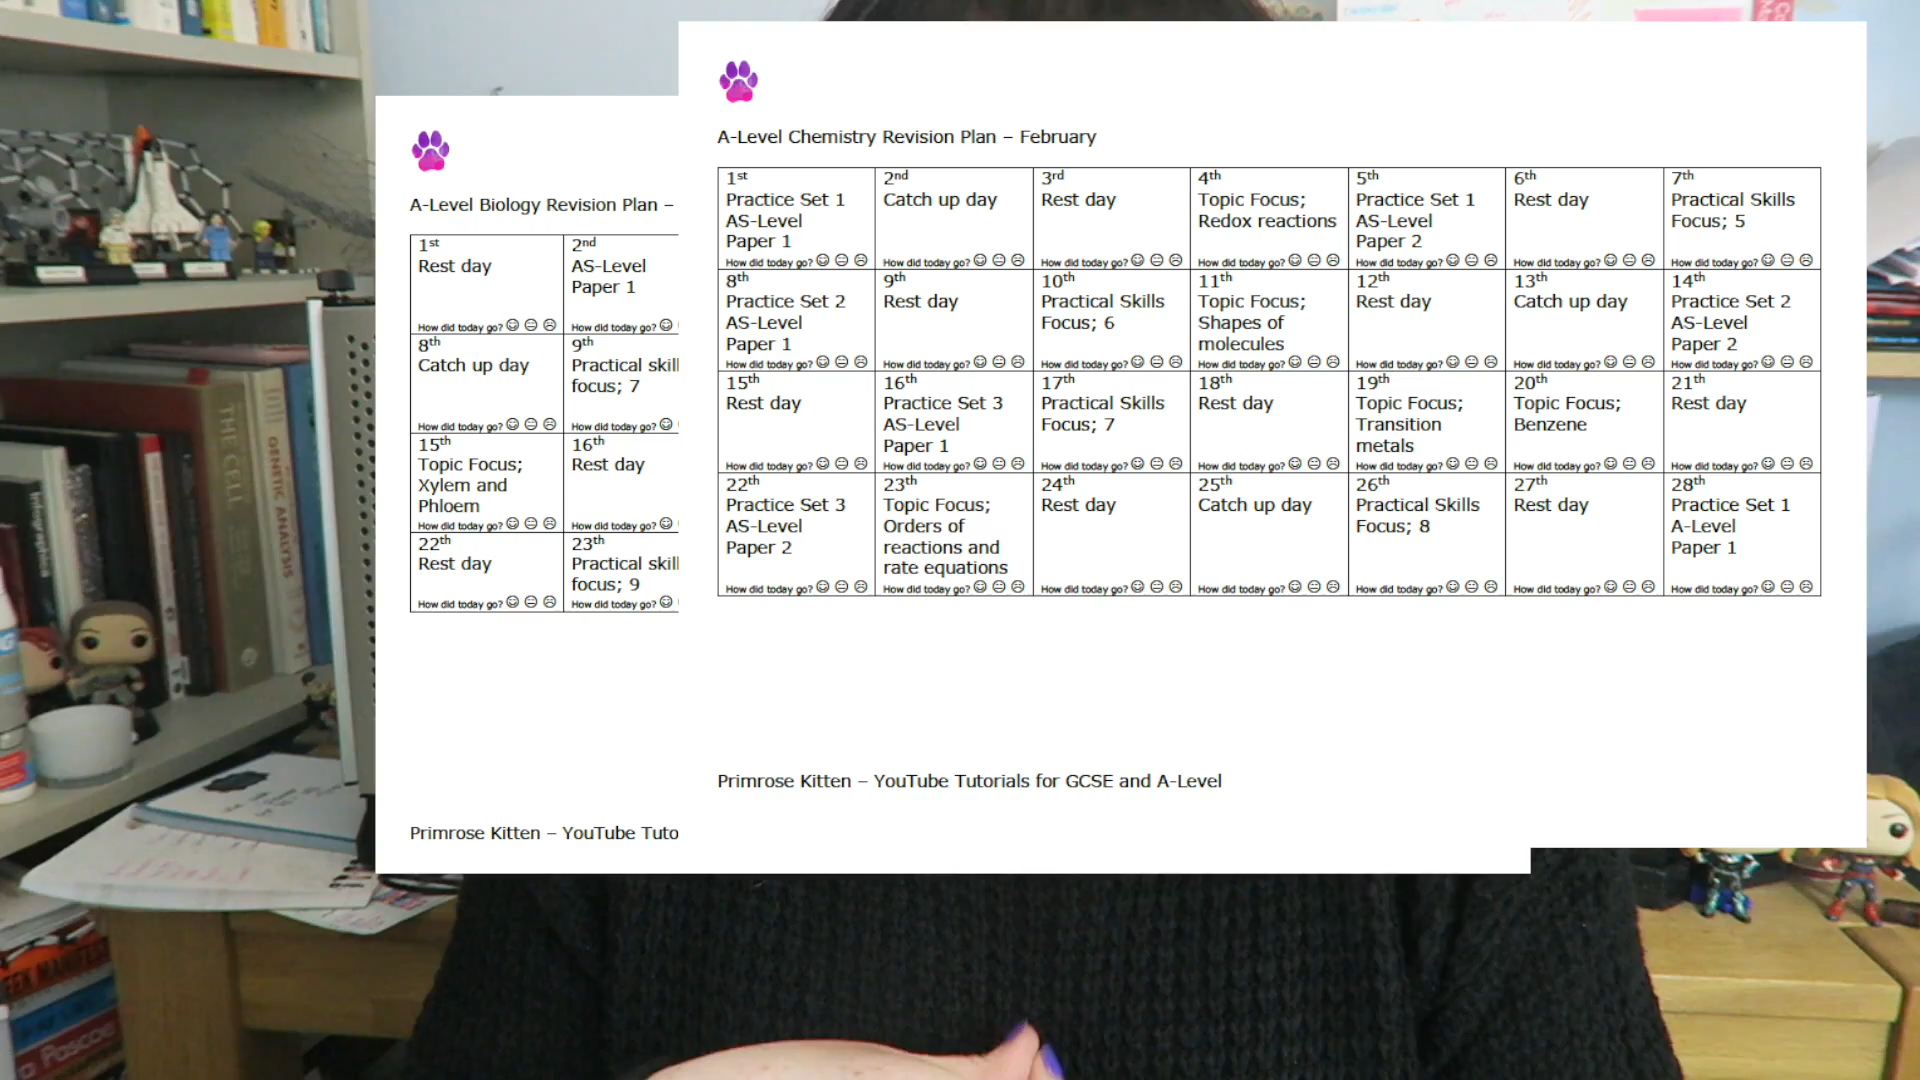 A-Level Chemistry Revision Plan – February
1st
Practice Set 1
AS-Level
Paper 1
How did today go? ☺ 😐 ☹
2nd
Catch up day
How did today go? ☺ 😐 ☹
3rd
Rest day
How did today go? ☺ 😐 ☹
4th
Topic Focus;
Redox reactions
How did today go? ☺ 😐 ☹
5th
Practice Set 1
AS-Level
Paper 2
How did today go? ☺ 😐 ☹
6th
Rest day
How did today go? ☺ 😐 ☹
7th
Practical Skills
Focus; 5
How did today go? ☺ 😐 ☹
8th
Practice Set 2
AS-Level
Paper 1
How did today go? ☺ 😐 ☹
9th
Rest day
How did today go? ☺ 😐 ☹
10th
Practical Skills
Focus; 6
How did today go? ☺ 😐 ☹
11th
Topic Focus;
Shapes of
molecules
How did today go? ☺ 😐 ☹
12th
Rest day
How did today go? ☺ 😐 ☹
13th
Catch up day
How did today go? ☺ 😐 ☹
14th
Practice Set 2
AS-Level
Paper 2
How did today go? ☺ 😐 ☹
15th
Rest day
How did today go? ☺ 😐 ☹
16th
Practice Set 3
AS-Level
Paper 1
How did today go? ☺ 😐 ☹
17th
Practical Skills
Focus; 7
How did today go? ☺ 😐 ☹
18th
Rest day
How did today go? ☺ 😐 ☹
19th
Topic Focus;
Transition
metals
How did today go? ☺ 😐 ☹
20th
Topic Focus;
Benzene
How did today go? ☺ 😐 ☹
21th
Rest day
How did today go? ☺ 😐 ☹
22th
Practice Set 3
AS-Level
Paper 2
How did today go? ☺ 😐 ☹
23th
Topic Focus;
Orders of
reactions and
rate equations
How did today go? ☺ 😐 ☹
24th
Rest day
How did today go? ☺ 😐 ☹
25th
Catch up day
How did today go? ☺ 😐 ☹
26th
Practical Skills
Focus; 8
How did today go? ☺ 😐 ☹
27th
Rest day
How did today go? ☺ 😐 ☹
28th
Practice Set 1
A-Level
Paper 1
How did today go? ☺ 😐 ☹
Primrose Kitten – YouTube Tutorials for GCSE and A-Level
A-Level Biology Revision Plan –
1st
Rest day
How did today go? ☺ 😐 ☹
2nd
AS-Level
Paper 1
How did today go? ☺
8th
Catch up day
How did today go? ☺ 😐 ☹
9th
Practical skill
focus; 7
How did today go? ☺
15th
Topic Focus;
Xylem and
Phloem
How did today go? ☺ 😐 ☹
16th
Rest day
How did today go? ☺
22th
Rest day
How did today go? ☺ 😐 ☹
23th
Practical skill
focus; 9
How did today go? ☺
Primrose Kitten – YouTube Tuto
THE CELL
GENETIC ANALYSIS
Infographica
Pascoe